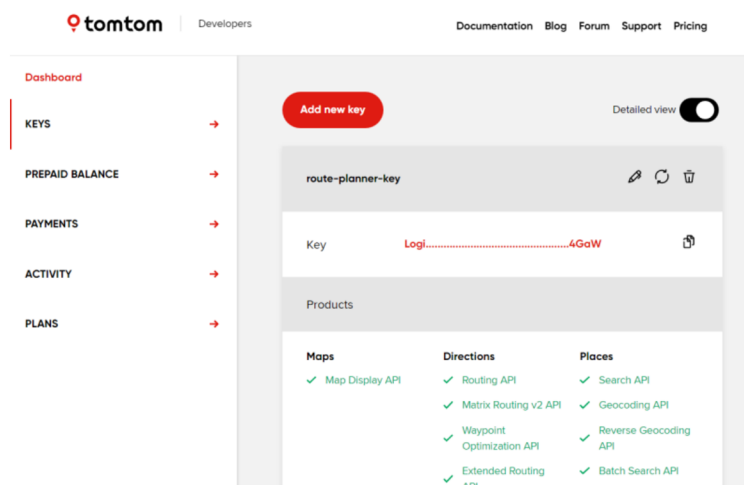 tomtom Developers
Documentation Blog Forum Support Pricing
Dashboard
KEYS
PREPAID BALANCE
PAYMENTS
ACTIVITY
PLANS
Add new key
Detailed view
route-planner-key
Key Logi................................................4GaW
Products
Maps
Map Display API
Directions
Routing API
Matrix Routing v2 API
Waypoint
Optimization API
Extended Routing
API
Places
Search API
Geocoding API
Reverse Geocoding
API
Batch Search API